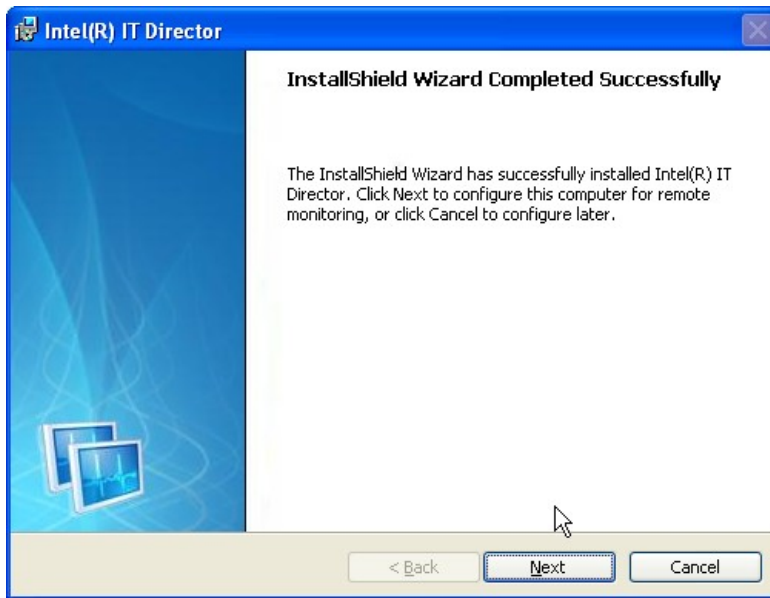 Intel(R) IT Director
InstallShield Wizard Completed Successfully
The InstallShield Wizard has successfully installed Intel(R) IT
Director. Click Next to configure this computer for remote
monitoring, or click Cancel to configure later.
< Back
Next
Cancel